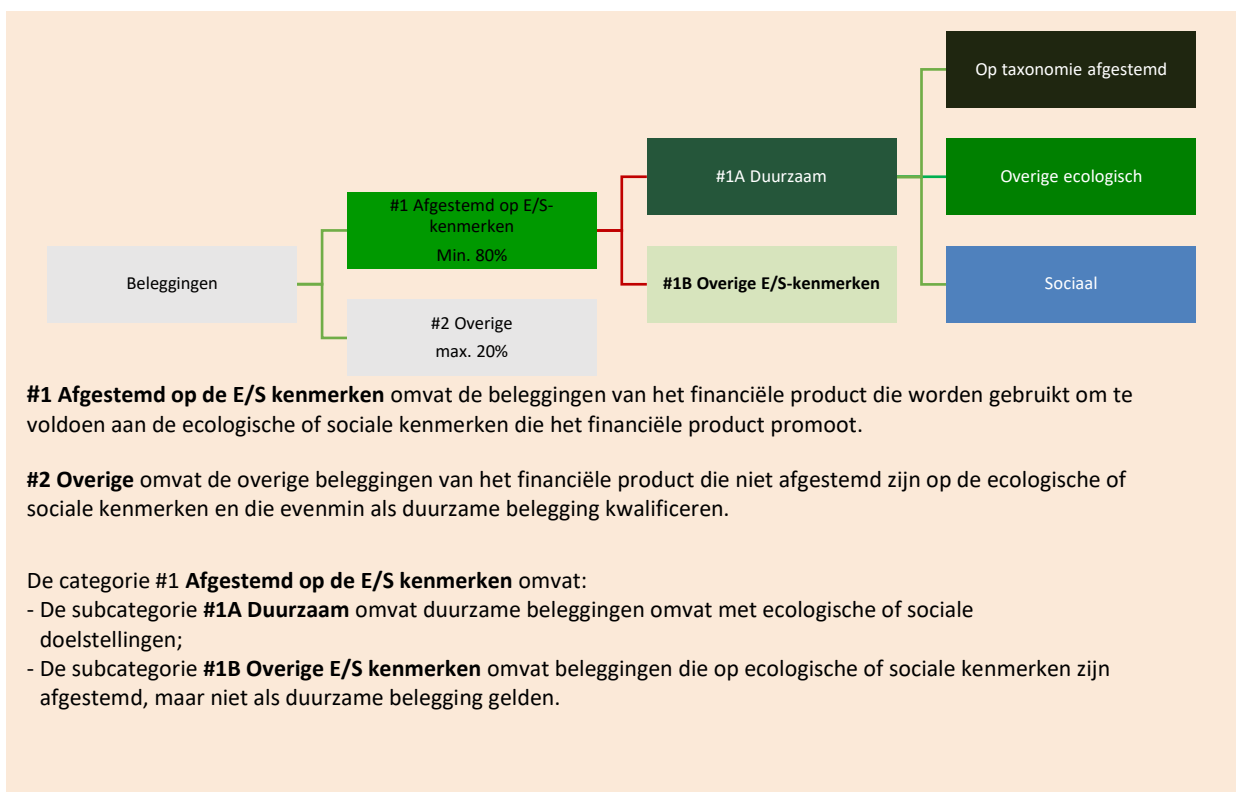 Op taxonomie afgestemd
#1A Duurzaam
Overige ecologisch
#1 Afgestemd op E/S-
kenmerken
Min. 80%
Beleggingen
#1B Overige E/S-kenmerken
Sociaal
#2 Overige
max. 20%
#1 Afgestemd op de E/S kenmerken omvat de beleggingen van het financiële product die worden gebruikt om te
voldoen aan de ecologische of sociale kenmerken die het financiële product promoot.
#2 Overige omvat de overige beleggingen van het financiële product die niet afgestemd zijn op de ecologische of
sociale kenmerken en die evenmin als duurzame belegging kwalificeren.
De categorie #1 Afgestemd op de E/S kenmerken omvat:
- De subcategorie #1A Duurzaam omvat duurzame beleggingen omvat met ecologische of sociale
doelstellingen;
- De subcategorie #1B Overige E/S kenmerken omvat beleggingen die op ecologische of sociale kenmerken zijn
afgestemd, maar niet als duurzame belegging gelden.